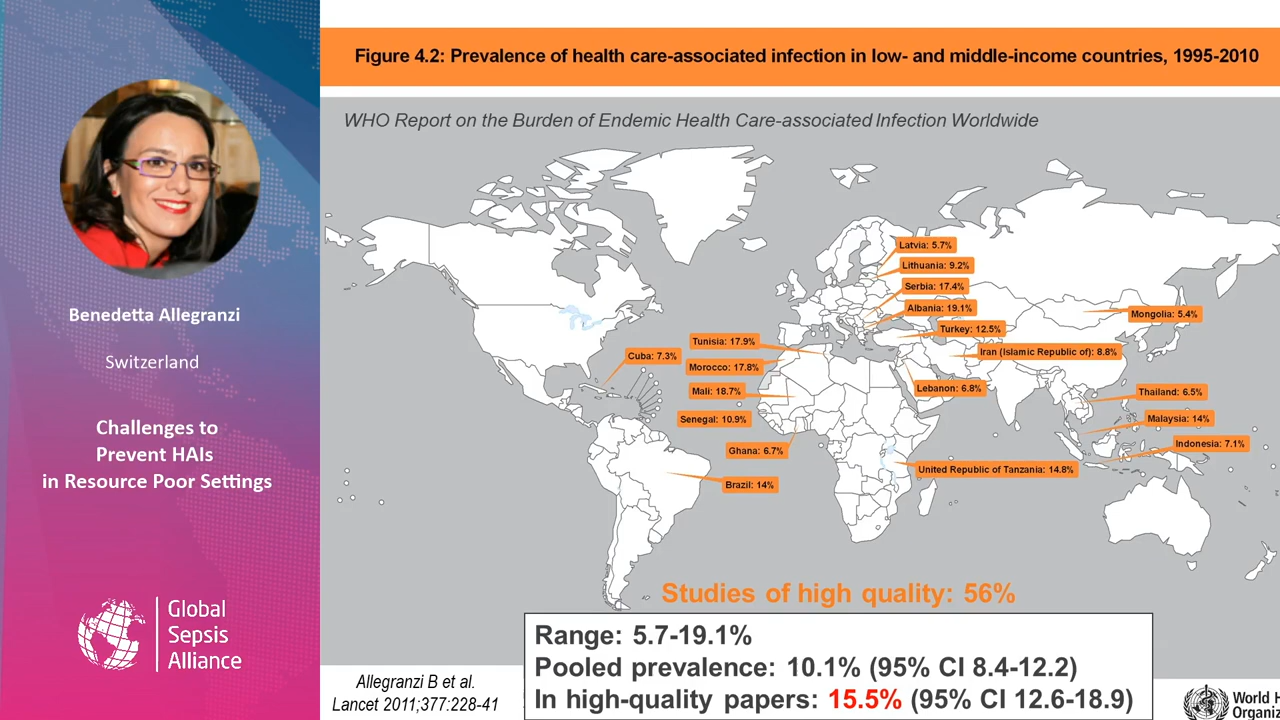 Benedetta Allegranzi
Switzerland
Challenges to
Prevent HAIs
in Resource Poor Settings
Global
Sepsis
Alliance
Figure 4.2: Prevalence of health care-associated infection in low- and middle-income countries, 1995-2010
WHO Report on the Burden of Endemic Health Care-associated Infection Worldwide
Latvia: 5.7%
Lithuania: 9.2%
Serbia: 17.4%
Albania: 19.1%
Mongolia: 5.4%
Turkey: 12.5%
Tunisia: 17.9%
Iran (Islamic Republic of): 8.8%
Cuba: 7.3%
Morocco: 17.8%
Lebanon: 6.8%
Mali: 18.7%
Thailand: 6.5%
Senegal: 10.9%
Malaysia: 14%
Indonesia: 7.1%
Ghana: 6.7%
United Republic of Tanzania: 14.8%
Brazil: 14%
Studies of high quality: 56%
Range: 5.7-19.1%
Pooled prevalence: 10.1% (95% CI 8.4-12.2)
In high-quality papers: 15.5% (95% CI 12.6-18.9)
Allegranzi B et al.
Lancet 2011;377:228-41
World
Organiz